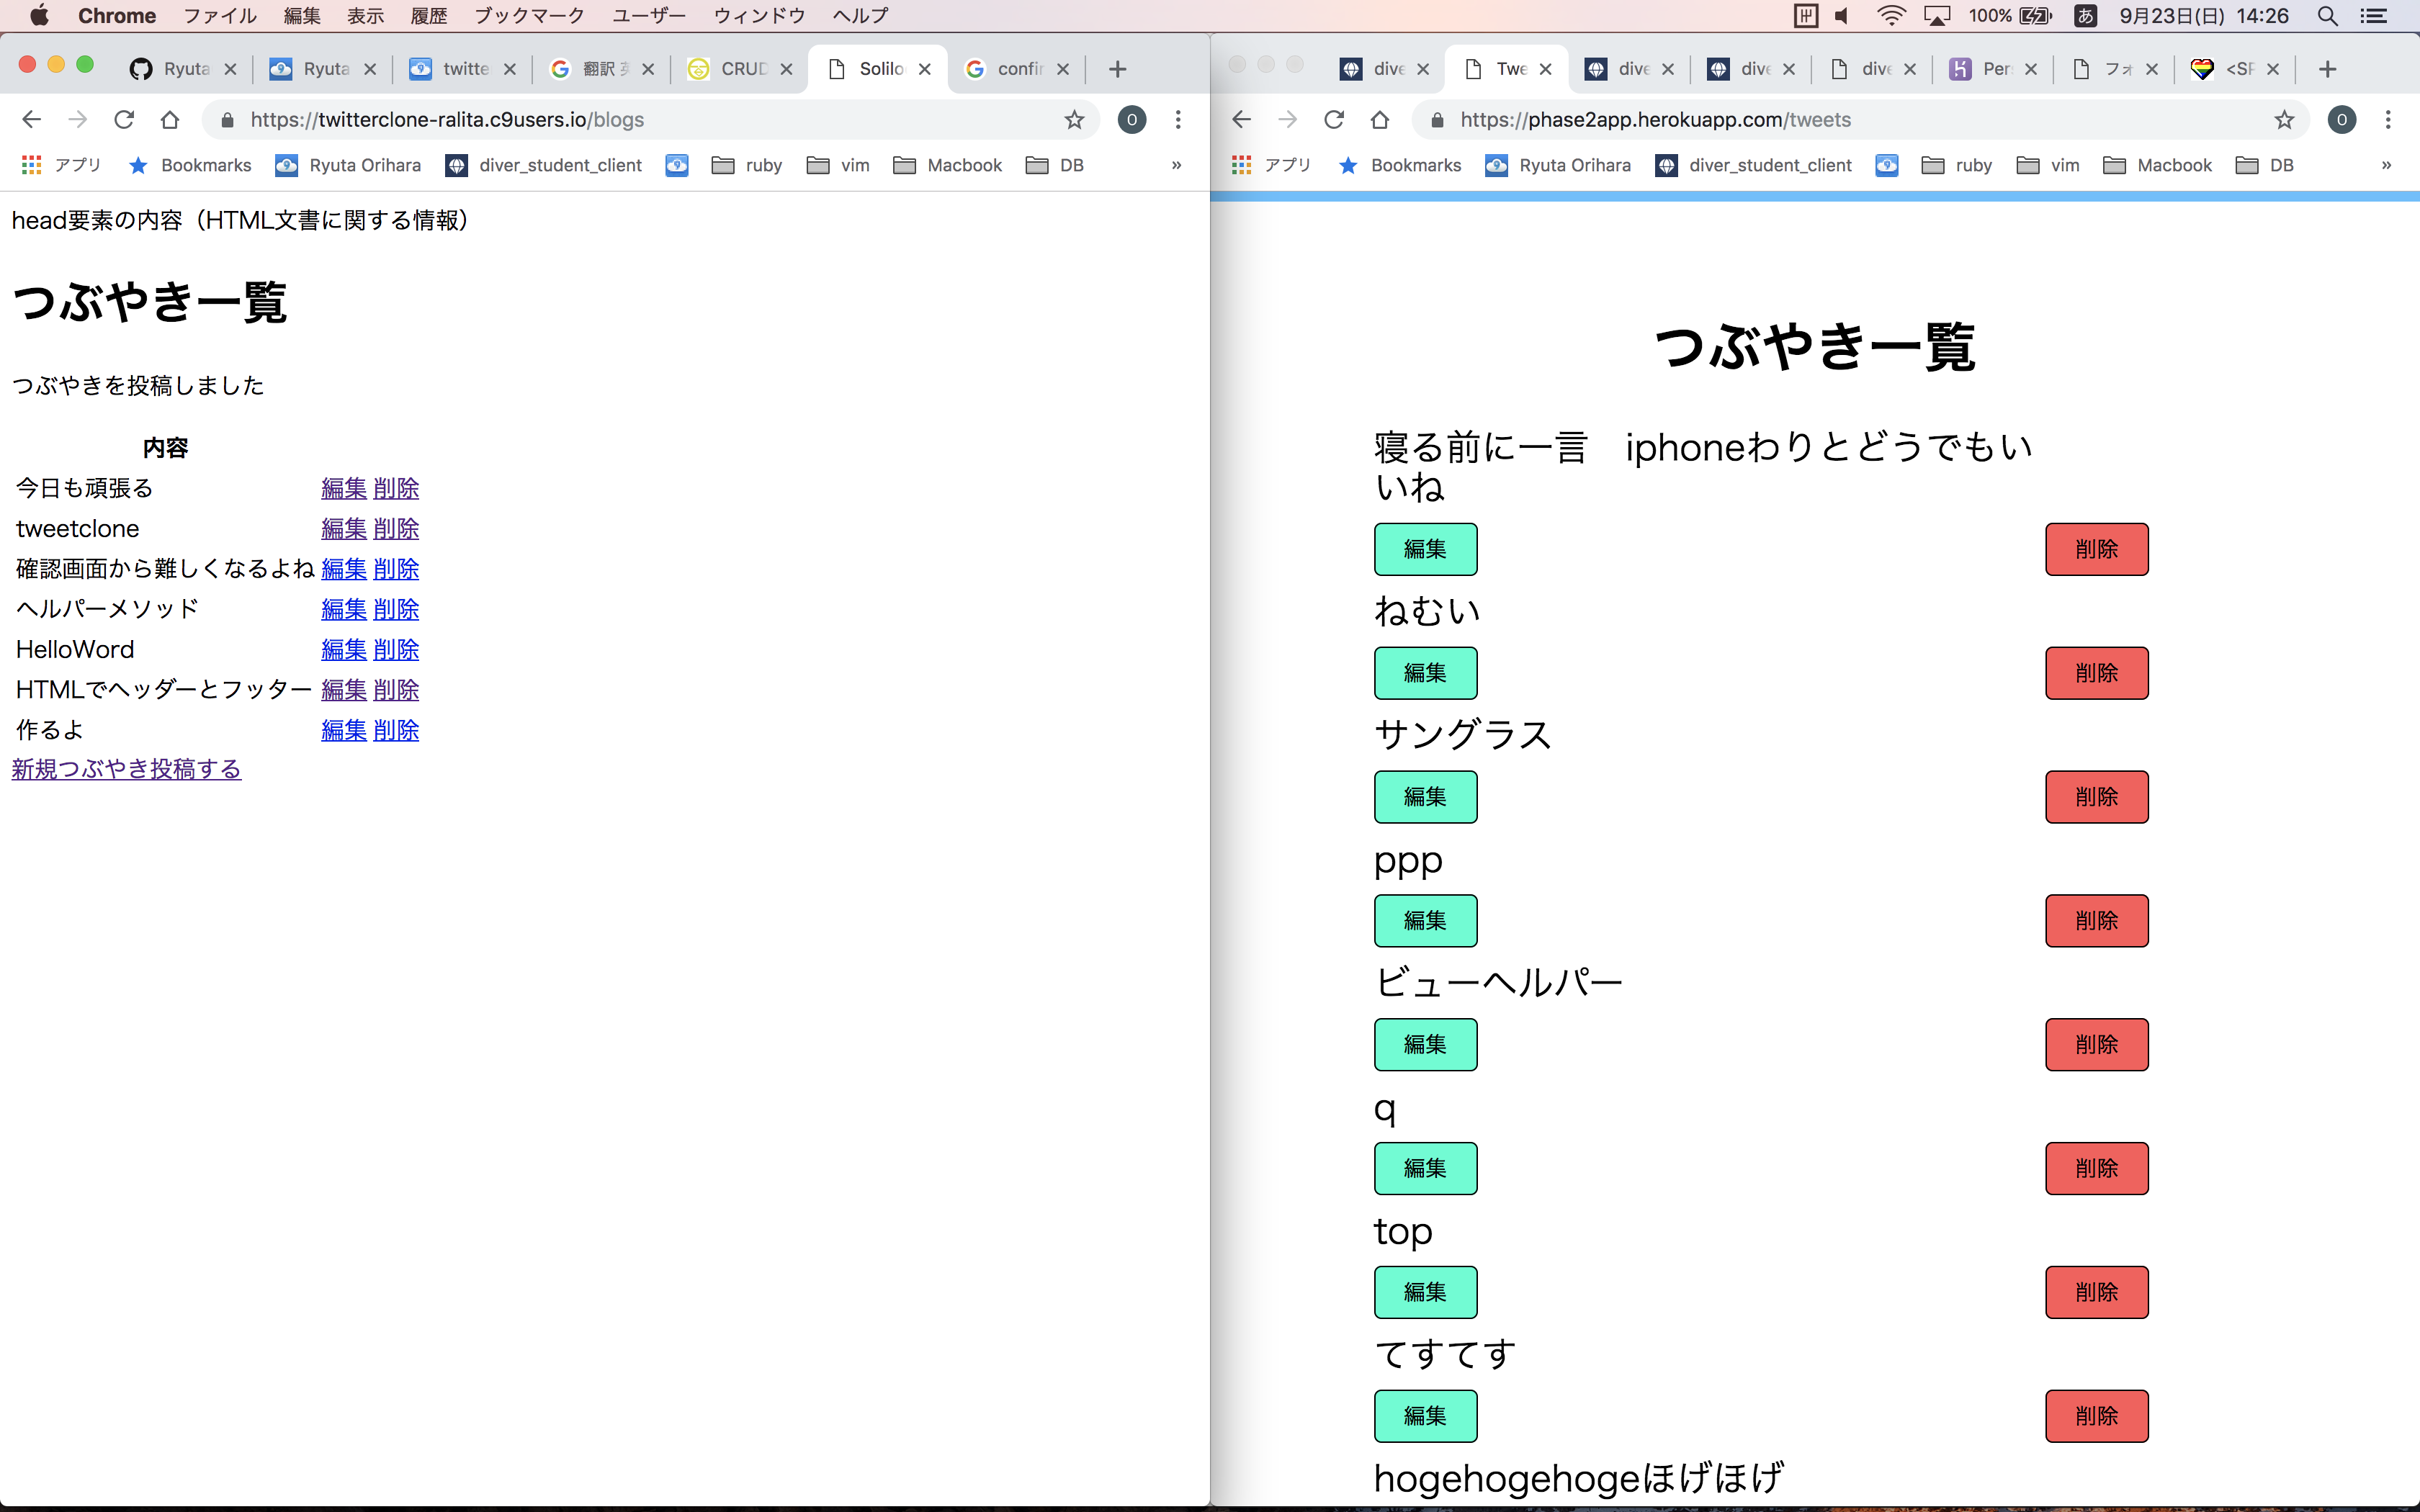 Chrome ファイル 編集 表示 履歴 ブックマーク ユーザー ウィンドウ ヘルプ 100% あ 9月23日(日) 14:26
Ryuta Ryuta twitte 翻訳 CRUD Solilo confir
https://twitterclone-ralita.c9users.io/blogs O
アプリ Bookmarks Ryuta Orihara diver_student_client ruby vim Macbook DB »
head要素の内容（HTML文書に関する情報）
つぶやき一覧
つぶやきを投稿しました
内容
今日も頑張る 編集 削除
tweetclone 編集 削除
確認画面から難しくなるよね 編集 削除
ヘルパーメソッド 編集 削除
HelloWord 編集 削除
HTMLでヘッダーとフッター 編集 削除
作るよ 編集 削除
新規つぶやき投稿する
dive Twe dive dive dive Per フォ <SF
https://phase2app.herokuapp.com/tweets O
アプリ Bookmarks Ryuta Orihara diver_student_client ruby vim Macbook DB »
つぶやき一覧
寝る前に一言　iphoneわりとどうでもい
いね
編集 削除
ねむい
編集 削除
サングラス
編集 削除
ppp
編集 削除
ビューヘルパー
編集 削除
q
編集 削除
top
編集 削除
てすてす
編集 削除
hogehogehogeほげほげ